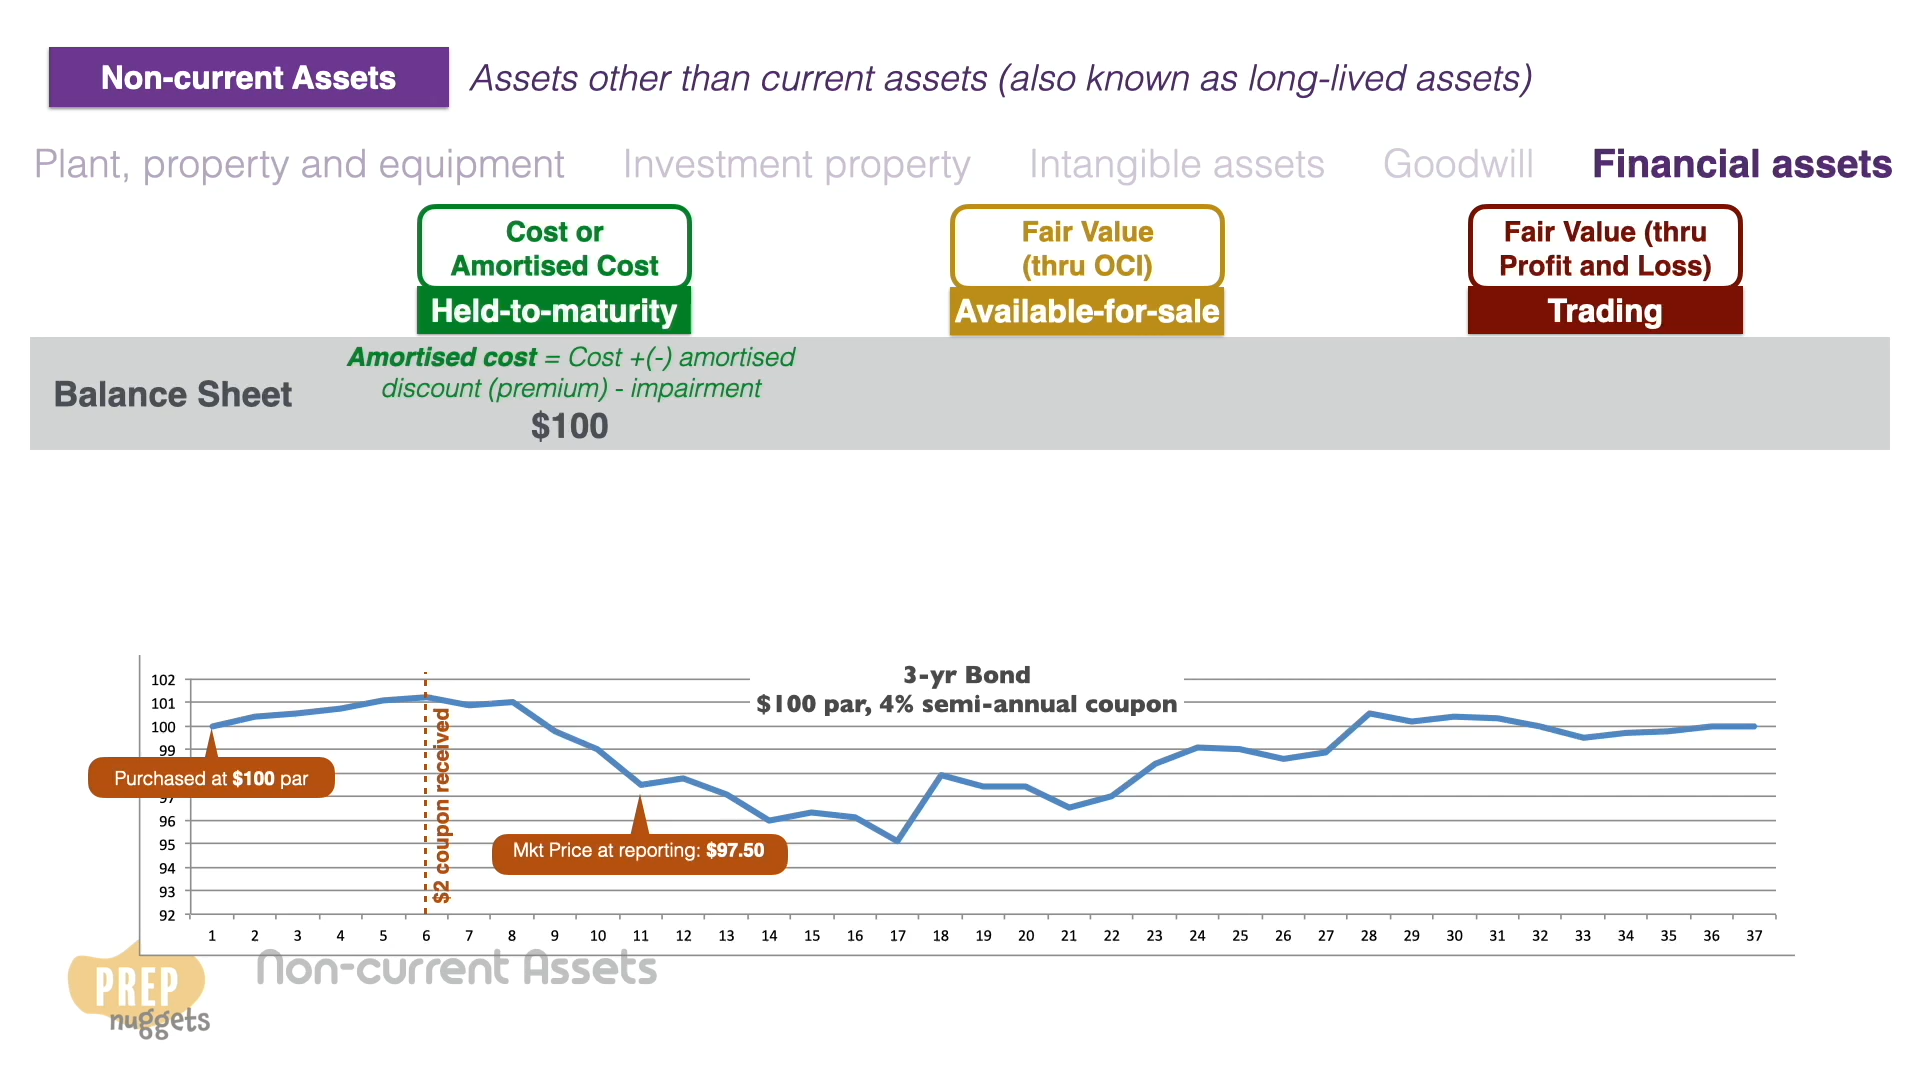 Non-current Assets
Assets other than current assets (also known as long-lived assets)
Plant, property and equipment Investment property Intangible assets Goodwill Financial assets
Cost or
Amortised Cost
Held-to-maturity
Fair Value
(thru OCI)
Available-for-sale
Fair Value (thru
Profit and Loss)
Trading
Balance Sheet
Amortised cost = Cost +(-) amortised
discount (premium) - impairment
$100
3-yr Bond
$100 par, 4% semi-annual coupon
102
101
100
99
97
96
95
94
93
92
Purchased at $100 par
$2 coupon received
Mkt Price at reporting: $97.50
1 2 3 4 5 6 7 8 9 10 11 12 13 14 15 16 17 18 19 20 21 22 23 24 25 26 27 28 29 30 31 32 33 34 35 36 37
PREP
nuggets
Non-current Assets